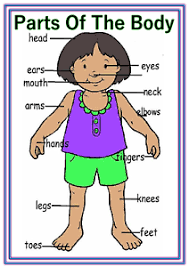 Parts Of The Body
head
ears
eyes
mouth
neck
arms
elbows
hands
fingers
legs
knees
feet
toes